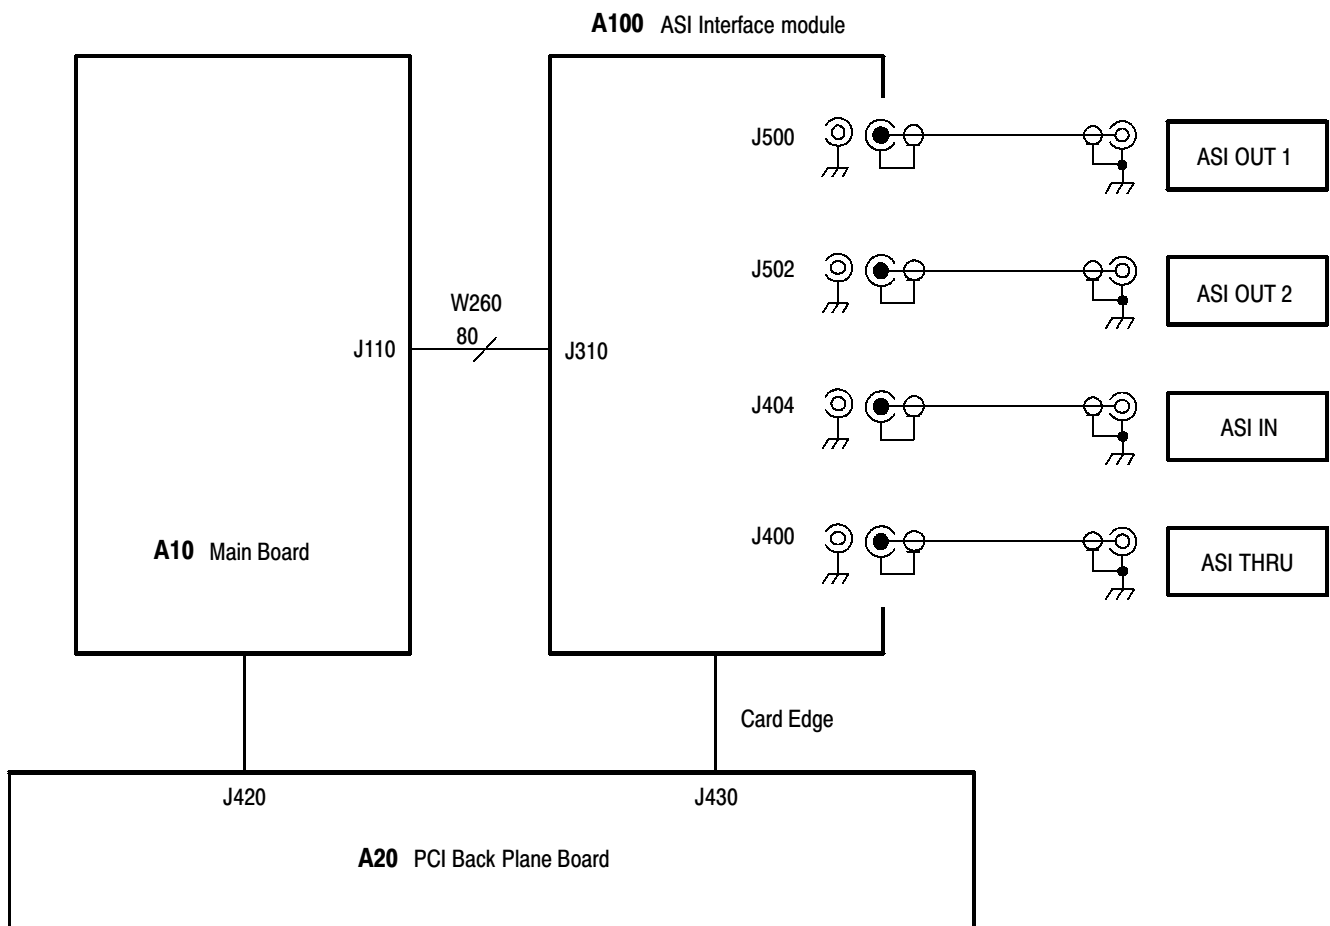 A100 ASI Interface module
J500
ASI OUT 1
J502
ASI OUT 2
W260
80
J110
J310
J404
ASI IN
J400
ASI THRU
A10 Main Board
Card Edge
J420
J430
A20 PCI Back Plane Board